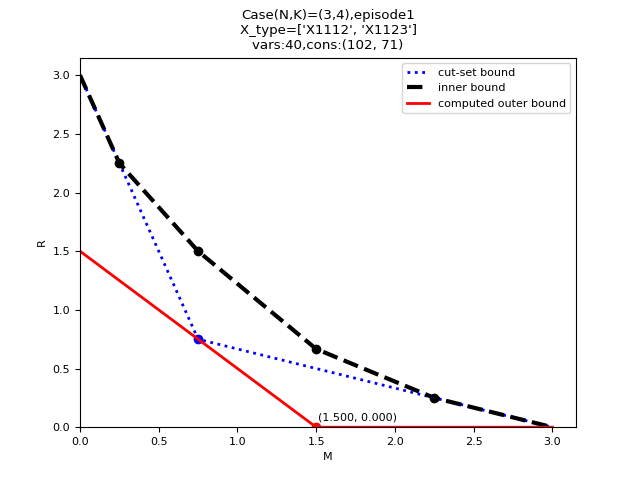 Case(N,K)=(3,4),episode1
X_type=['X1112', 'X1123']
vars:40,cons:(102, 71)
cut-set bound
inner bound
computed outer bound
R
3.0
2.5
2.0
1.5
1.0
0.5
0.0
(1.500, 0.000)
0.0 0.5 1.0 1.5 2.0 2.5 3.0
M